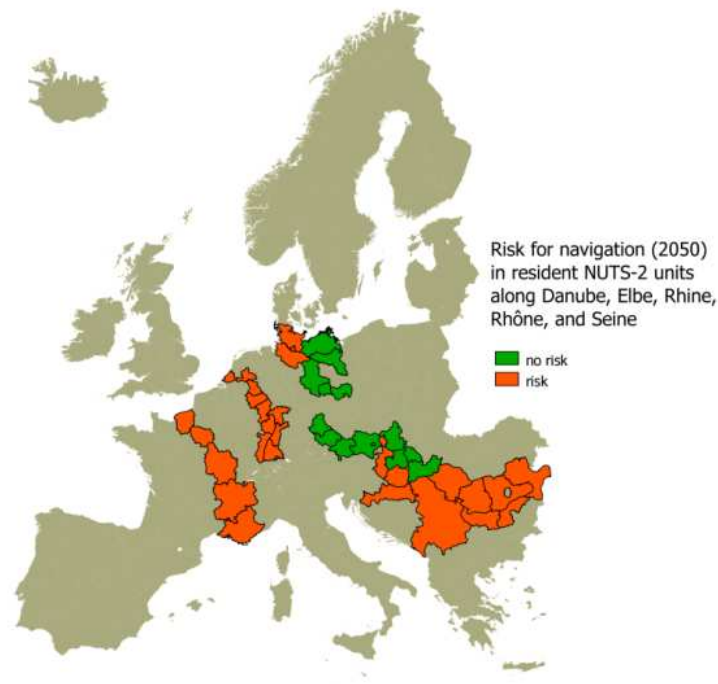 Risk for navigation (2050)
in resident NUTS-2 units
along Danube, Elbe, Rhine,
Rhône, and Seine
no risk
risk